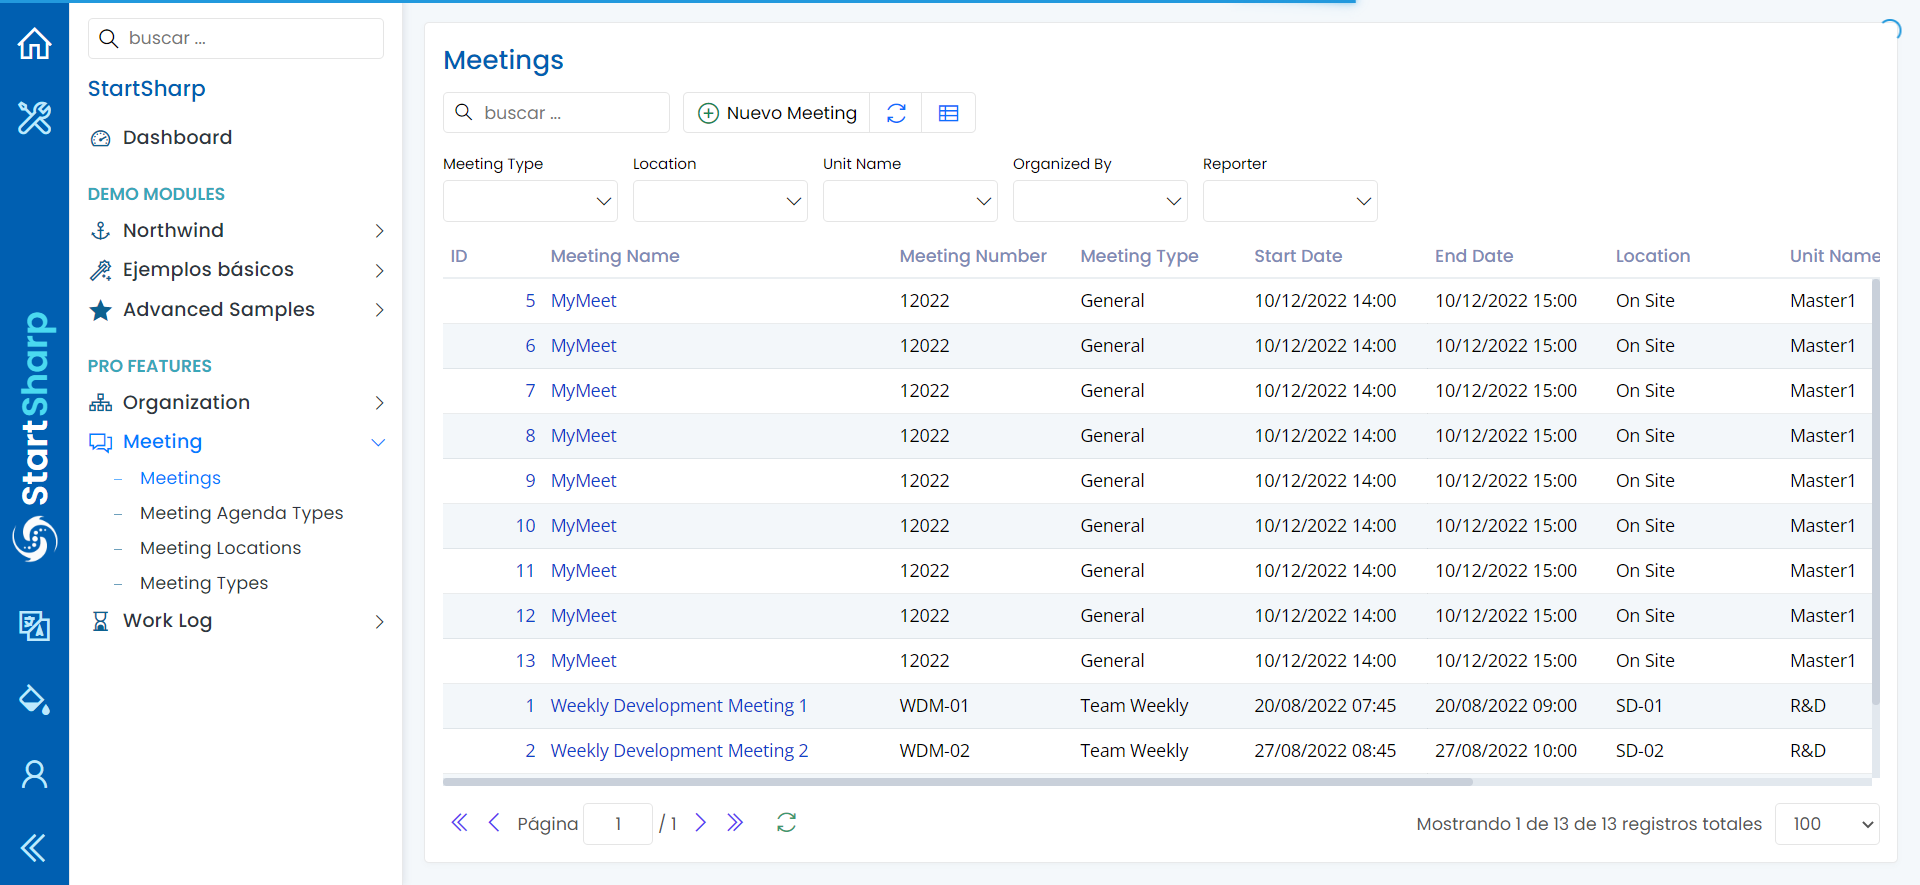 buscar ...
StartSharp
Dashboard
DEMO MODULES
Northwind
Ejemplos básicos
Advanced Samples
PRO FEATURES
Organization
Meeting
Meetings
Meeting Agenda Types
Meeting Locations
Meeting Types
Work Log
StartSharp
Meetings
buscar ...
Nuevo Meeting
Meeting Type Location Unit Name Organized By Reporter
ID Meeting Name Meeting Number Meeting Type Start Date End Date Location Unit Name
5 MyMeet 12022 General 10/12/2022 14:00 10/12/2022 15:00 On Site Master1
6 MyMeet 12022 General 10/12/2022 14:00 10/12/2022 15:00 On Site Master1
7 MyMeet 12022 General 10/12/2022 14:00 10/12/2022 15:00 On Site Master1
8 MyMeet 12022 General 10/12/2022 14:00 10/12/2022 15:00 On Site Master1
9 MyMeet 12022 General 10/12/2022 14:00 10/12/2022 15:00 On Site Master1
10 MyMeet 12022 General 10/12/2022 14:00 10/12/2022 15:00 On Site Master1
11 MyMeet 12022 General 10/12/2022 14:00 10/12/2022 15:00 On Site Master1
12 MyMeet 12022 General 10/12/2022 14:00 10/12/2022 15:00 On Site Master1
13 MyMeet 12022 General 10/12/2022 14:00 10/12/2022 15:00 On Site Master1
1 Weekly Development Meeting 1 WDM-01 Team Weekly 20/08/2022 07:45 20/08/2022 09:00 SD-01 R&D
2 Weekly Development Meeting 2 WDM-02 Team Weekly 27/08/2022 08:45 27/08/2022 10:00 SD-02 R&D
Página 1 / 1
Mostrando 1 de 13 de 13 registros totales 100